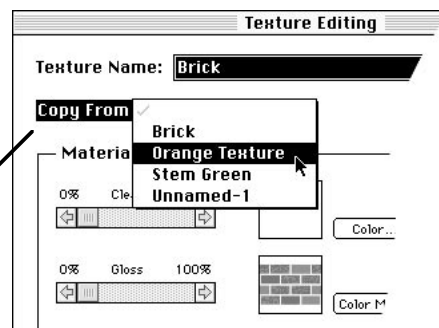 Texture Editing
Texture Name: Brick
Copy From ✓
Brick
Materia Orange Texture
Stem Green
0% Cle Unnamed-1
Color...
0% Gloss 100%
Color M